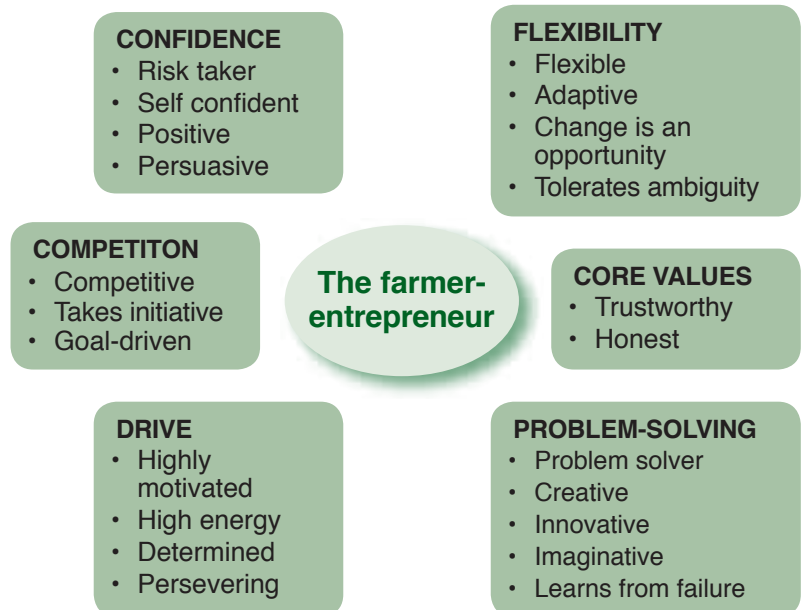 CONFIDENCE
• Risk taker
• Self confident
• Positive
• Persuasive
FLEXIBILITY
• Flexible
• Adaptive
• Change is an
opportunity
• Tolerates ambiguity
COMPETITON
• Competitive
• Takes initiative
• Goal-driven
The farmer-
entrepreneur
CORE VALUES
• Trustworthy
• Honest
DRIVE
• Highly
motivated
• High energy
• Determined
• Persevering
PROBLEM-SOLVING
• Problem solver
• Creative
• Innovative
• Imaginative
• Learns from failure